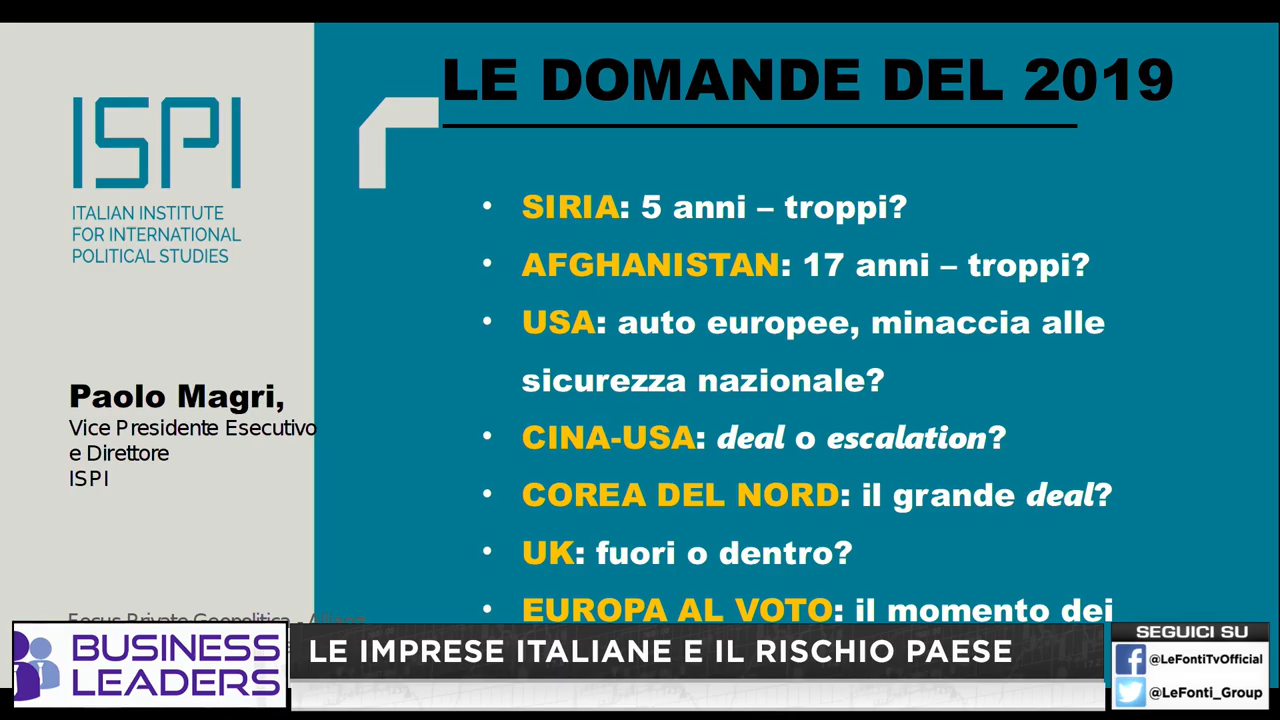 LE DOMANDE DEL 2019
ISPI
ITALIAN INSTITUTE
FOR INTERNATIONAL
POLITICAL STUDIES
• SIRIA: 5 anni – troppi?
• AFGHANISTAN: 17 anni – troppi?
• USA: auto europee, minaccia alle
sicurezza nazionale?
• CINA-USA: deal o escalation?
• COREA DEL NORD: il grande deal?
• UK: fuori o dentro?
• EUROPA AL VOTO: il momento dei
Paolo Magri,
Vice Presidente Esecutivo
e Direttore
ISPI
Focus Private Geopolitica -
BUSINESS
LEADERS
LE IMPRESE ITALIANE E IL RISCHIO PAESE
SEGUICI SU
@LeFontiTvOfficial
@LeFonti_Group